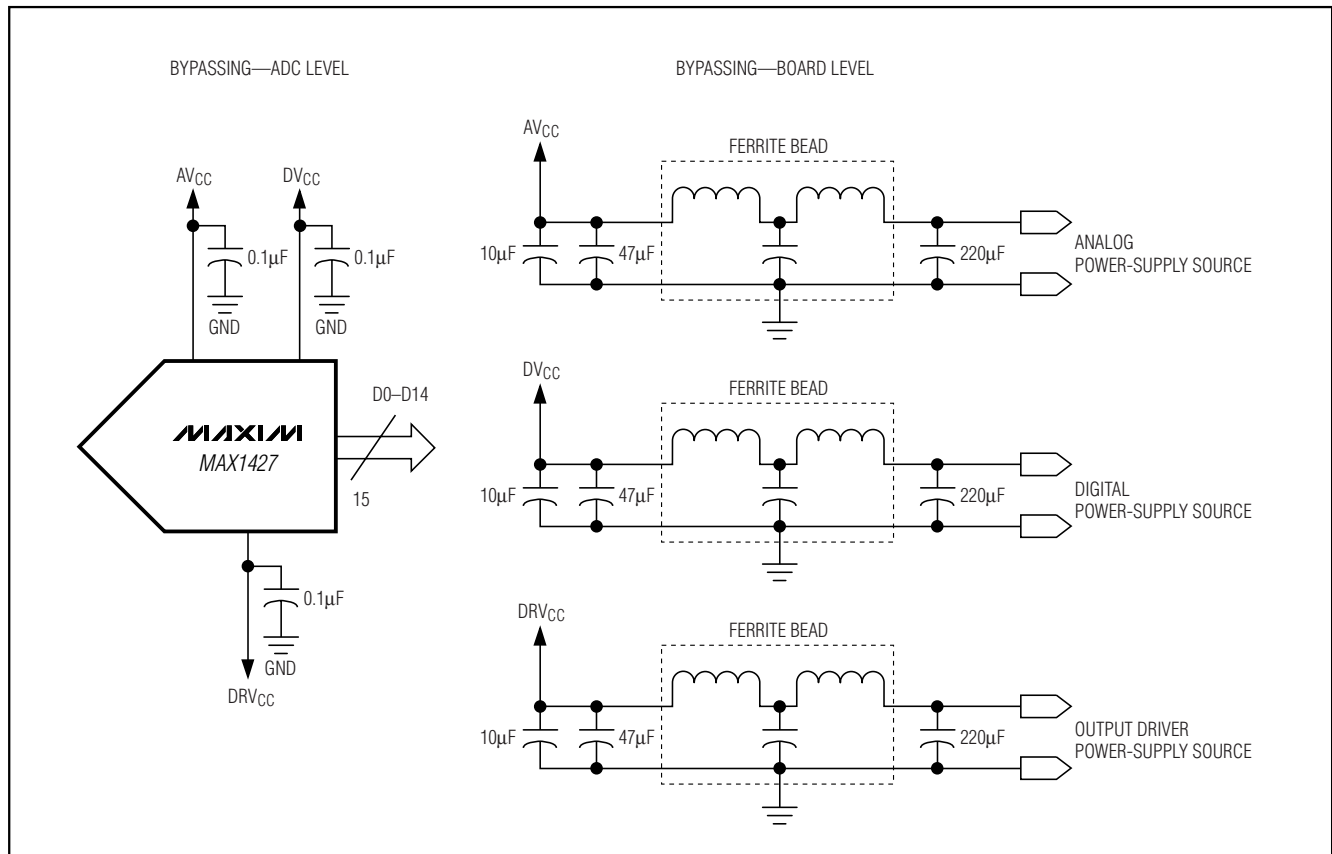 BYPASSING—ADC LEVEL
AVCC
DVCC
0.1µF
0.1µF
GND
GND
MAXIM
MAX1427
D0–D14
15
0.1µF
GND
DRVCC
BYPASSING—BOARD LEVEL
AVCC
FERRITE BEAD
10µF
47µF
220µF
ANALOG
POWER-SUPPLY SOURCE
DVCC
FERRITE BEAD
10µF
47µF
220µF
DIGITAL
POWER-SUPPLY SOURCE
DRVCC
FERRITE BEAD
10µF
47µF
220µF
OUTPUT DRIVER
POWER-SUPPLY SOURCE